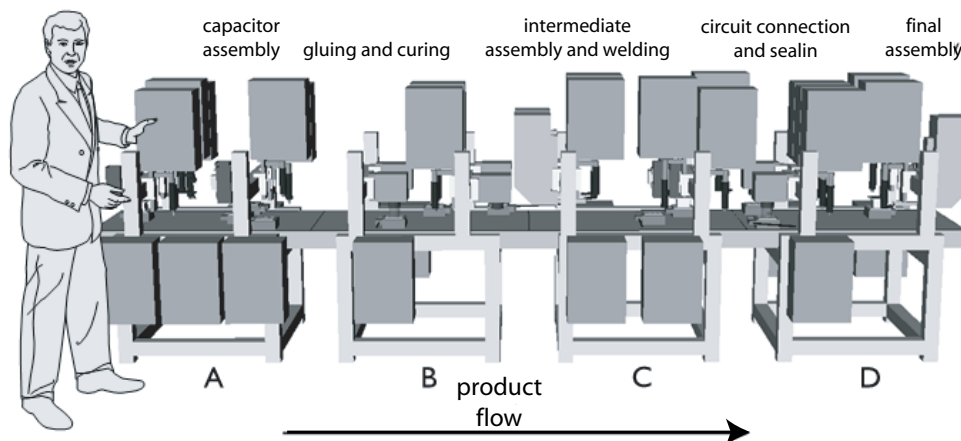 capacitor
assembly
gluing and curing
intermediate
assembly and welding
circuit connection
and sealin
final
assembly
A
B
C
D
product
flow